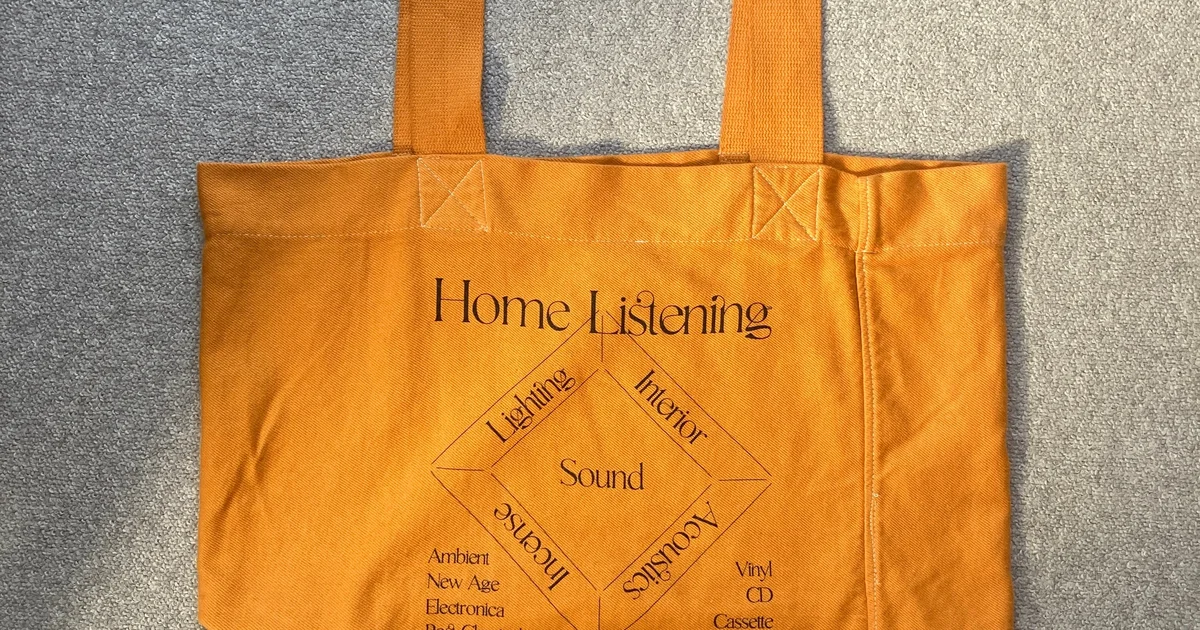 Home Listening
Lighting
Interior
Sound
Incense
Acoustics
Ambient
New Age
Electronica
Vinyl
CD
Cassette